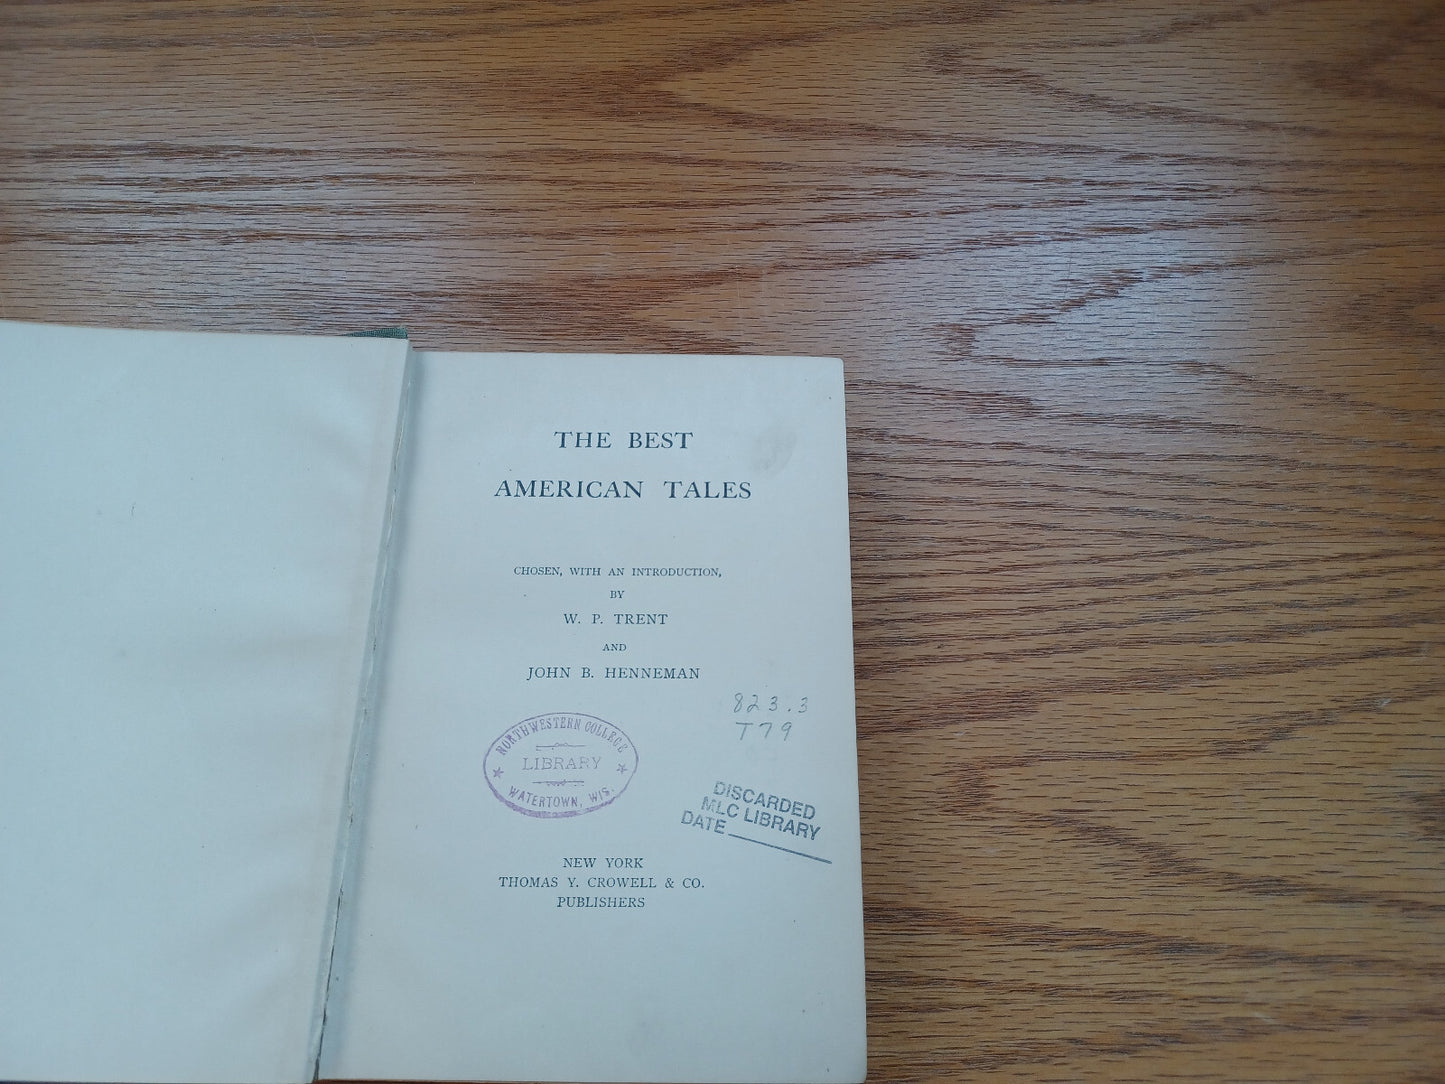 THE BEST
AMERICAN TALES
CHOSEN, WITH AN INTRODUCTION,
BY
W. P. TRENT
AND
JOHN B. HENNEMAN
823.3
T79
NORTHWESTERN COLLEGE
LIBRARY
WATERTOWN, WIS.
DISCARDED
MLC LIBRARY
DATE
NEW YORK
THOMAS Y. CROWELL & CO.
PUBLISHERS